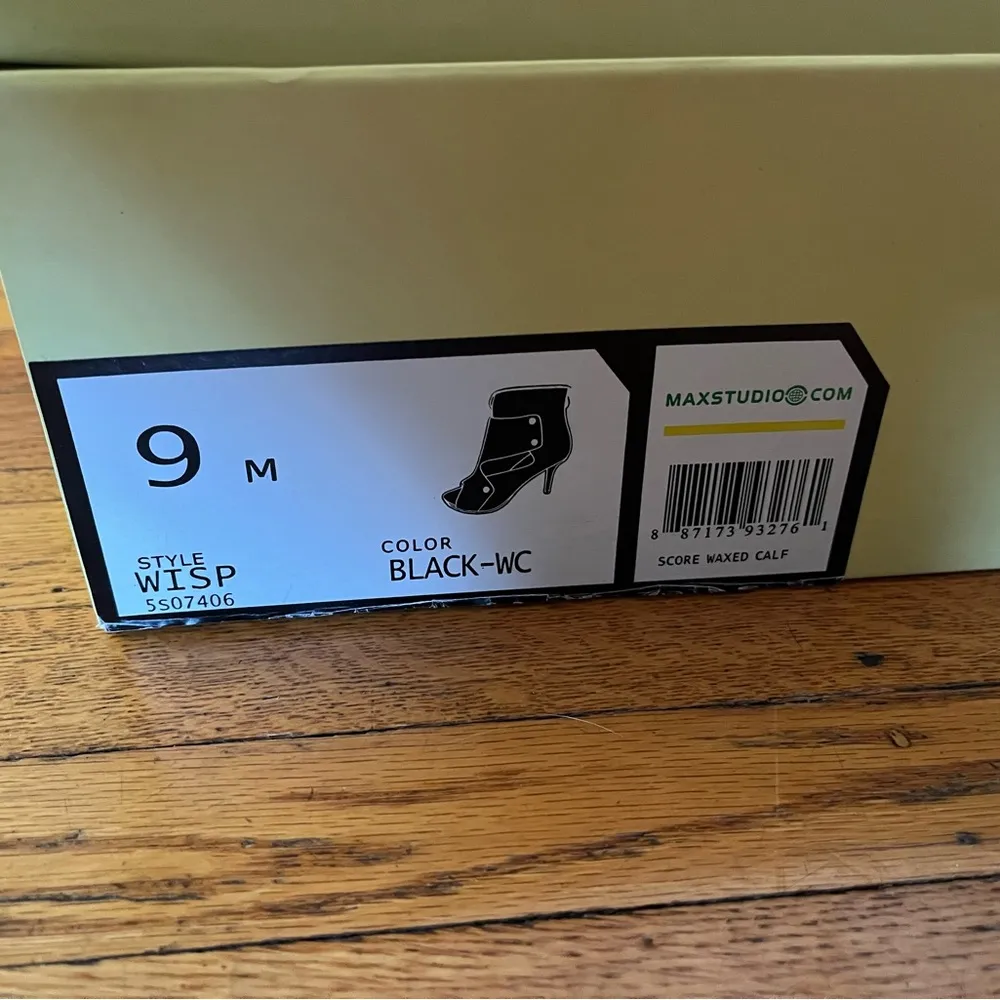 9 M
STYLE
WISP
5S07406
COLOR
BLACK-WC
MAXSTUDIO COM
8 87173 93276 1
SCORE WAXED CALF